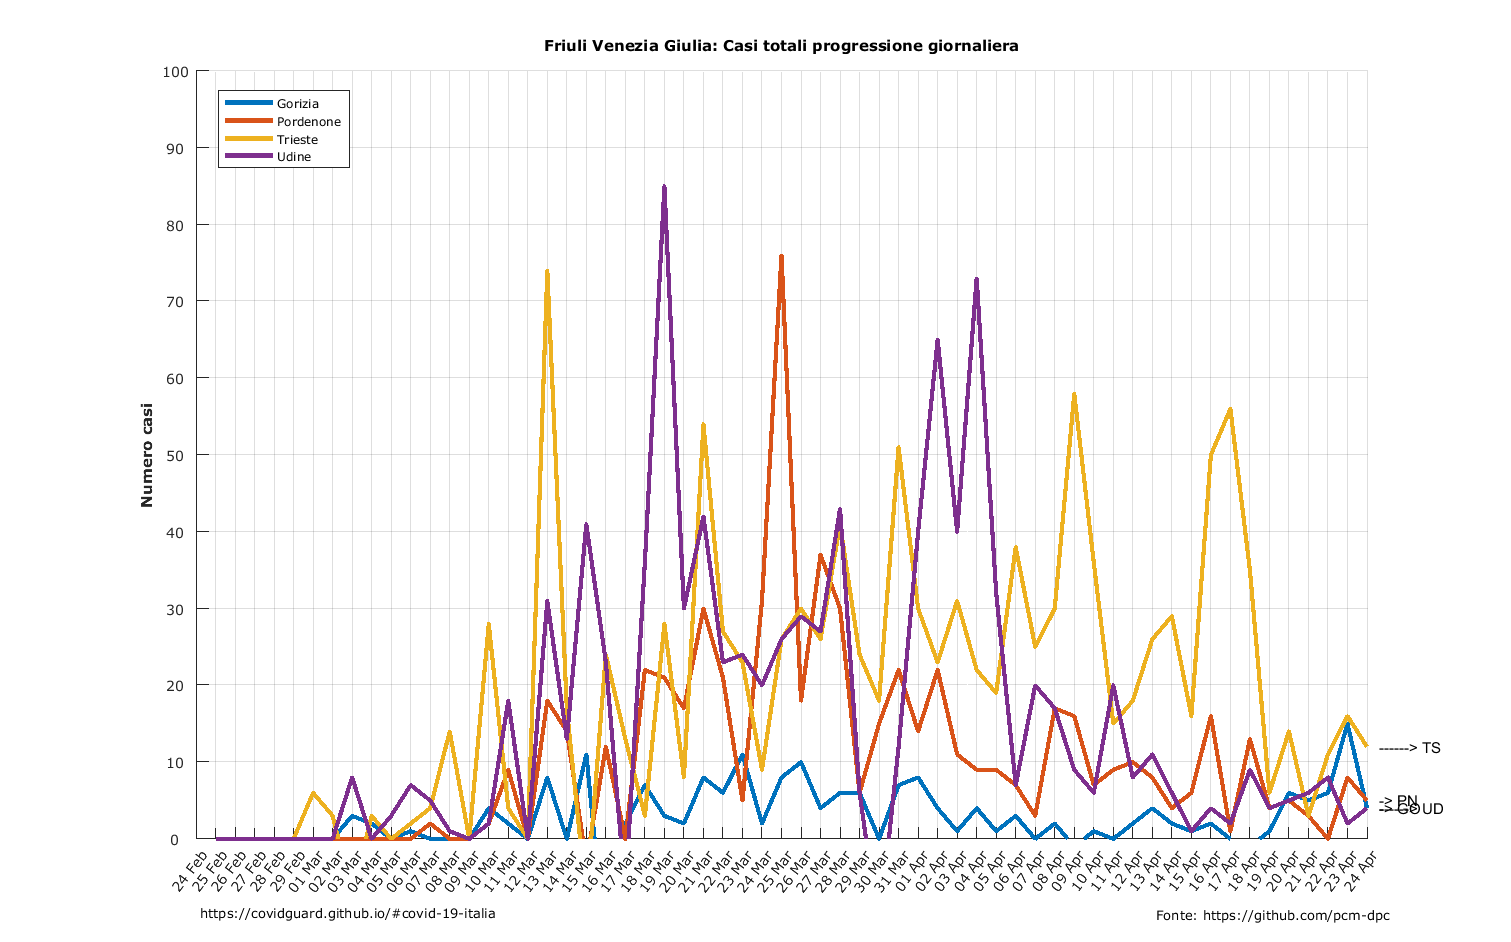 Friuli Venezia Giulia: Casi totali progressione giornaliera
100
90
80
70
60
50
40
30
20
10
0
Numero casi
Gorizia
Pordenone
Trieste
Udine
------> TS
-> PN
24 Feb
25 Feb
26 Feb
27 Feb
28 Feb
29 Feb
01 Mar
02 Mar
03 Mar
04 Mar
05 Mar
06 Mar
07 Mar
08 Mar
09 Mar
10 Mar
11 Mar
12 Mar
13 Mar
14 Mar
15 Mar
16 Mar
17 Mar
18 Mar
19 Mar
20 Mar
21 Mar
22 Mar
23 Mar
24 Mar
25 Mar
26 Mar
27 Mar
28 Mar
29 Mar
30 Mar
31 Mar
01 Apr
02 Apr
03 Apr
04 Apr
05 Apr
06 Apr
07 Apr
08 Apr
09 Apr
10 Apr
11 Apr
12 Apr
13 Apr
14 Apr
15 Apr
16 Apr
17 Apr
18 Apr
19 Apr
20 Apr
21 Apr
22 Apr
23 Apr
24 Apr
https://covidguard.github.io/#covid-19-italia
Fonte: https://github.com/pcm-dpc